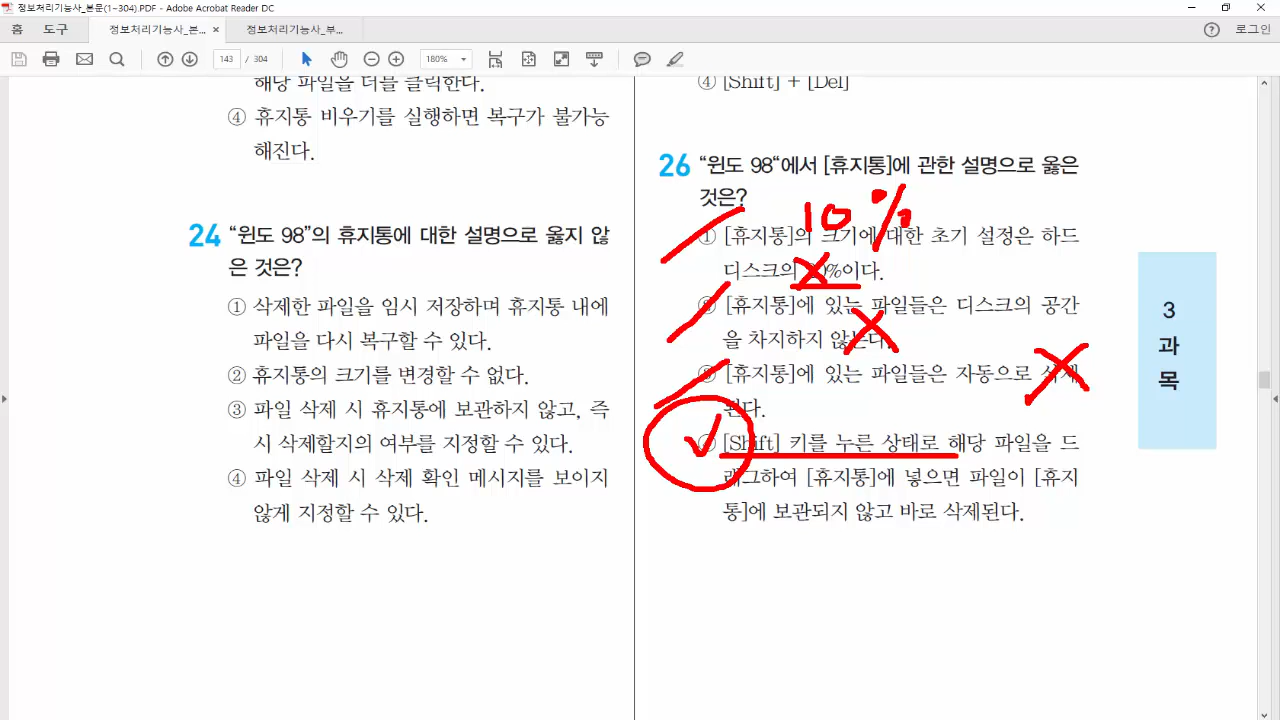 정보처리기능사_본문(1~304).PDF - Adobe Acrobat Reader DC
홈 도구 정보처리기능사_본... × 정보처리기능사_부... 로그인
143 / 304 180%
해당 파일을 더블 클릭한다.
④ 휴지통 비우기를 실행하면 복구가 불가능
해진다.
24 “윈도 98”의 휴지통에 대한 설명으로 옳지 않
은 것은?
① 삭제한 파일을 임시 저장하며 휴지통 내에
파일을 다시 복구할 수 있다.
② 휴지통의 크기를 변경할 수 없다.
③ 파일 삭제 시 휴지통에 보관하지 않고, 즉
시 삭제할지의 여부를 지정할 수 있다.
④ 파일 삭제 시 삭제 확인 메시지를 보이지
않게 지정할 수 있다.
④ [Shift] + [Del]
26 “윈도 98“에서 [휴지통]에 관한 설명으로 옳은
것은?
10%
① [휴지통]의 크기에 대한 초기 설정은 하드
디스크의 %이다.
[휴지통]에 있는 파일들은 디스크의 공간
을 차지하지 않는다.
[휴지통]에 있는 파일들은 자동으로 삭제
된다.
[Shift] 키를 누른 상태로 해당 파일을 드
래그하여 [휴지통]에 넣으면 파일이 [휴지
통]에 보관되지 않고 바로 삭제된다.
3
과
목